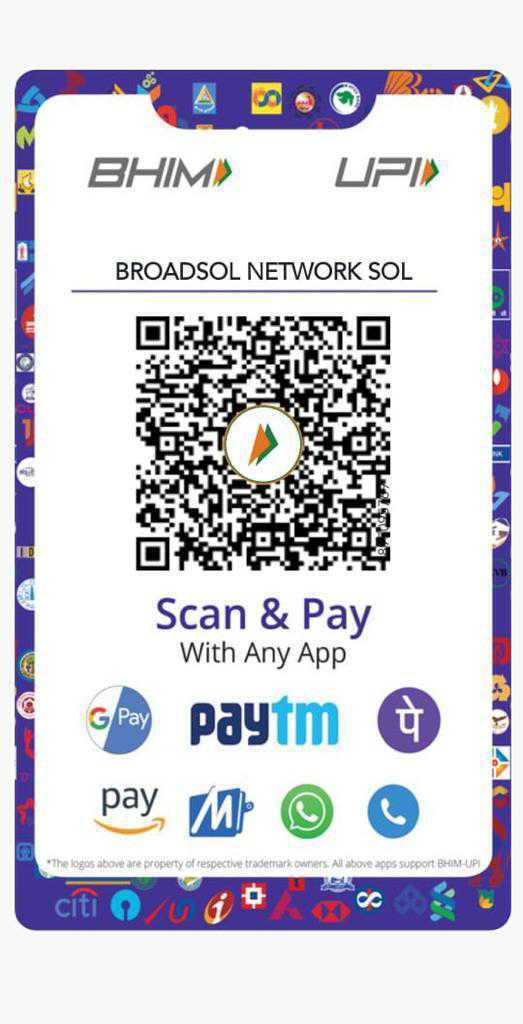 BHIM UPI
BROADSOL NETWORK SOL
Scan & Pay
With Any App
G Pay paytm पे
pay
*The logos above are property of respective trademark owners. All above apps support BHIM-UPI
citi